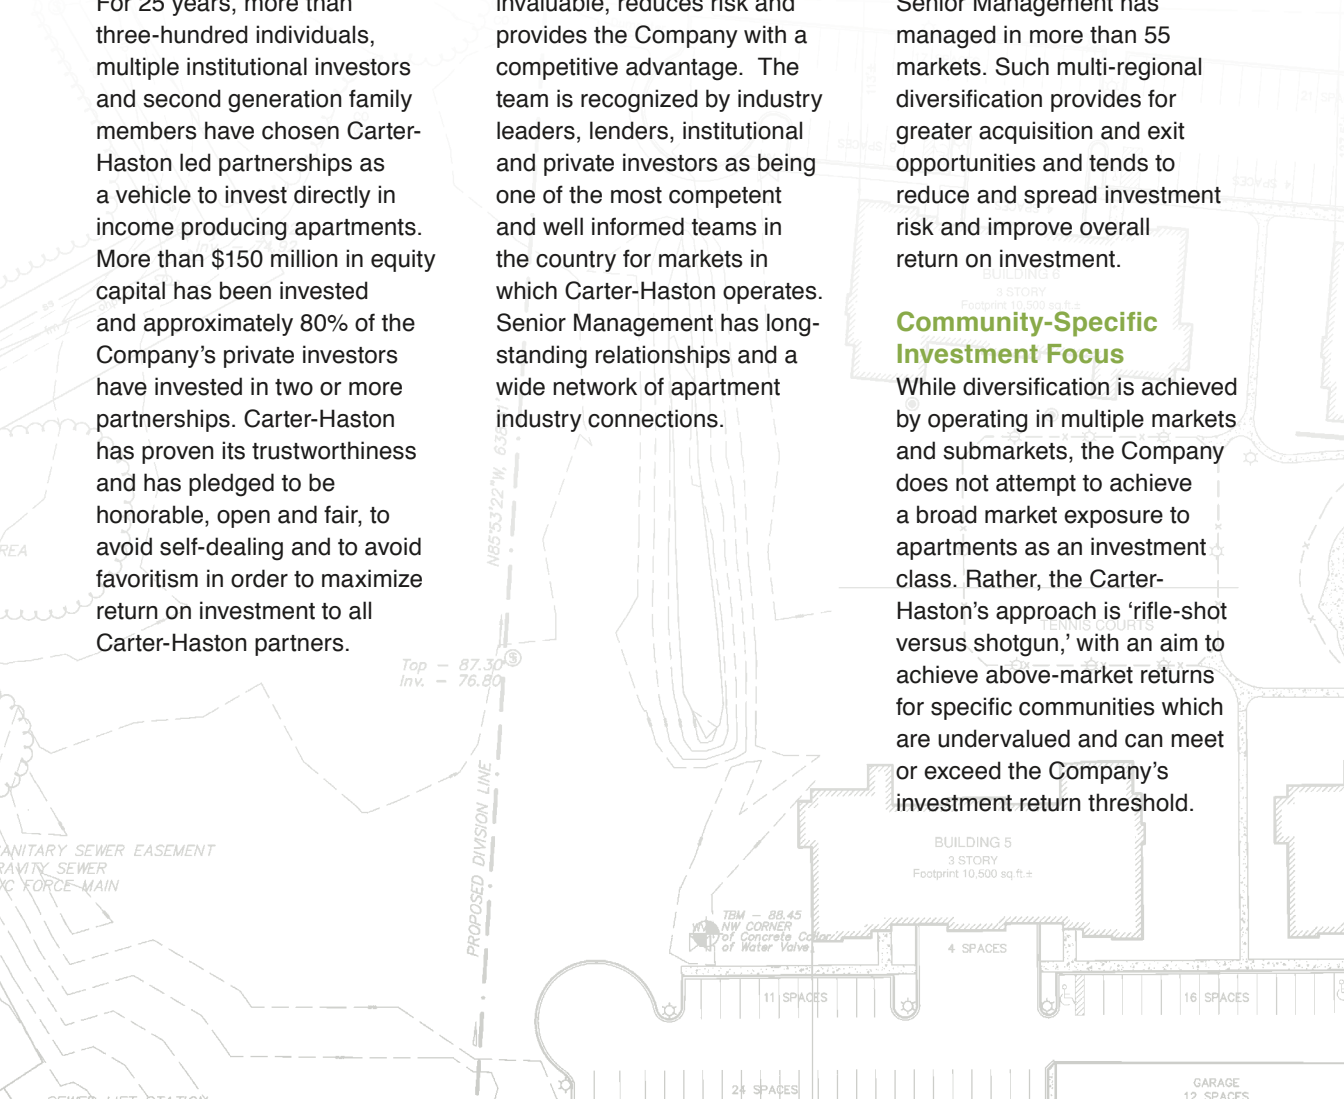 For 25 years, more than
three-hundred individuals,
multiple institutional investors
and second generation family
members have chosen Carter-
Haston led partnerships as
a vehicle to invest directly in
income producing apartments.
More than $150 million in equity
capital has been invested
and approximately 80% of the
Company’s private investors
have invested in two or more
partnerships. Carter-Haston
has proven its trustworthiness
and has pledged to be
honorable, open and fair, to
avoid self-dealing and to avoid
favoritism in order to maximize
return on investment to all
Carter-Haston partners.
invaluable, reduces risk and
provides the Company with a
competitive advantage.  The
team is recognized by industry
leaders, lenders, institutional
and private investors as being
one of the most competent
and well informed teams in
the country for markets in
which Carter-Haston operates.
Senior Management has long-
standing relationships and a
wide network of apartment
industry connections.
Senior Management has
managed in more than 55
markets. Such multi-regional
diversification provides for
greater acquisition and exit
opportunities and tends to
reduce and spread investment
risk and improve overall
return on investment.
Community-Specific
Investment Focus
While diversification is achieved
by operating in multiple markets
and submarkets, the Company
does not attempt to achieve
a broad market exposure to
apartments as an investment
class. Rather, the Carter-
Haston’s approach is ‘rifle-shot
versus shotgun,’ with an aim to
achieve above-market returns
for specific communities which
are undervalued and can meet
or exceed the Company’s
investment return threshold.
BUILDING 6
3 STORY
Footprint 10,500 sq.ft.±
TENNIS COURTS
Top – 87.30
Inv. – 76.80
PROPOSED DIVISION LINE
SANITARY SEWER EASEMENT
GRAVITY SEWER
FORCE MAIN
BUILDING 5
3 STORY
Footprint 10,500 sq.ft.±
TBM – 88.45
NW CORNER
of Concrete Collar
of Water Valve
4 SPACES
11 SPACES
16 SPACES
24 SPACES
GARAGE
12 SPACES
SEWER LIFT STATION